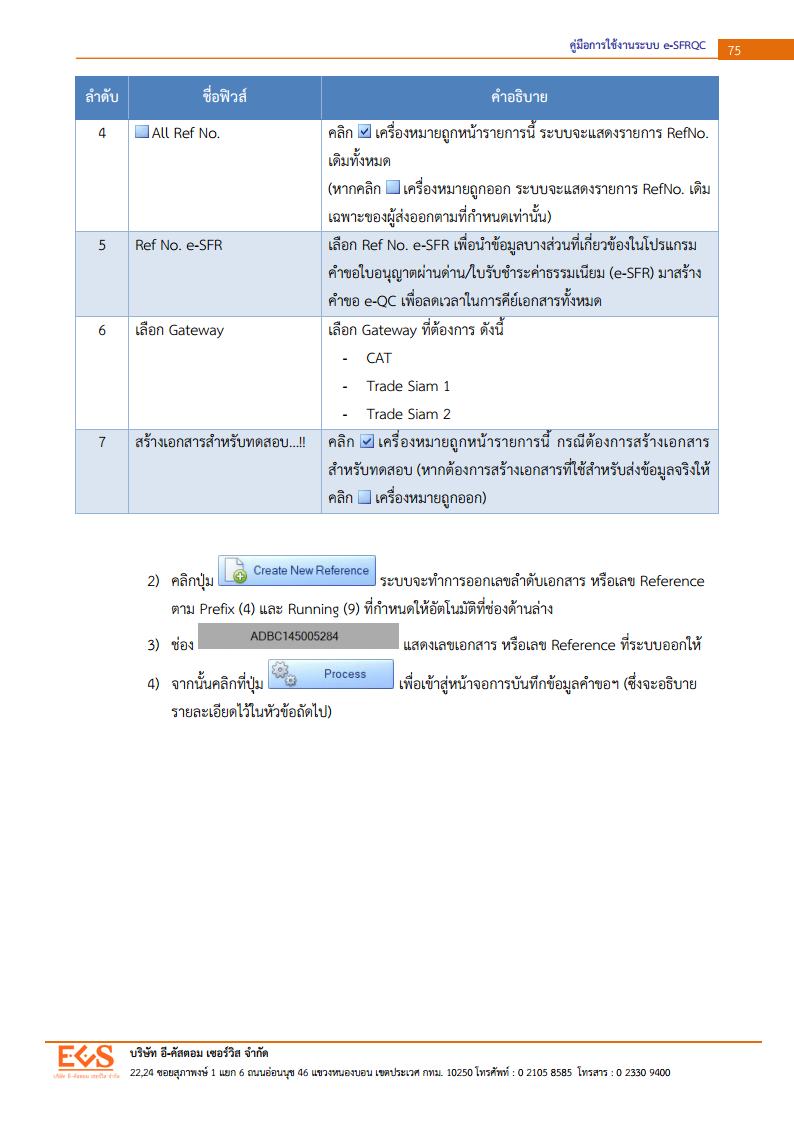 คู่มือการใช้งานระบบ e-SFRQC 75
ลำดับ ชื่อฟิวส์ คำอธิบาย
4 All Ref No. คลิก เครื่องหมายถูกหน้ารายการนี้ ระบบจะแสดงรายการ RefNo.
เดิมทั้งหมด
(หากคลิก เครื่องหมายถูกออก ระบบจะแสดงรายการ RefNo. เดิม
เฉพาะของผู้ส่งออกตามที่กำหนดเท่านั้น)
5 Ref No. e-SFR เลือก Ref No. e-SFR เพื่อนำข้อมูลบางส่วนที่เกี่ยวข้องในโปรแกรม
คำขอใบอนุญาตผ่านด่าน/ใบรับชำระค่าธรรมเนียม (e-SFR) มาสร้าง
คำขอ e-QC เพื่อลดเวลาในการคีย์เอกสารทั้งหมด
6 เลือก Gateway เลือก Gateway ที่ต้องการ ดังนี้
- CAT
- Trade Siam 1
- Trade Siam 2
7 สร้างเอกสารสำหรับทดสอบ...!! คลิก เครื่องหมายถูกหน้ารายการนี้ กรณีต้องการสร้างเอกสาร
สำหรับทดสอบ (หากต้องการสร้างเอกสารที่ใช้สำหรับส่งข้อมูลจริงให้
คลิก เครื่องหมายถูกออก)
2) คลิกปุ่ม Create New Reference ระบบจะทำการออกเลขลำดับเอกสาร หรือเลข Reference
ตาม Prefix (4) และ Running (9) ที่กำหนดให้อัตโนมัติที่ช่องด้านล่าง
3) ช่อง ADBC145005284 แสดงเลขเอกสาร หรือเลข Reference ที่ระบบออกให้
4) จากนั้นคลิกที่ปุ่ม Process เพื่อเข้าสู่หน้าจอการบันทึกข้อมูลคำขอฯ (ซึ่งจะอธิบาย
รายละเอียดไว้ในหัวข้อถัดไป)
ECS
บริษัท อี-คัสตอม เซอร์วิส จำกัด
บริษัท อี-คัสตอม เซอร์วิส จำกัด
22,24 ซอยสุภาพงษ์ 1 แยก 6 ถนนอ่อนนุช 46 แขวงหนองบอน เขตประเวศ กทม. 10250 โทรศัพท์ : 0 2105 8585 โทรสาร : 0 2330 9400